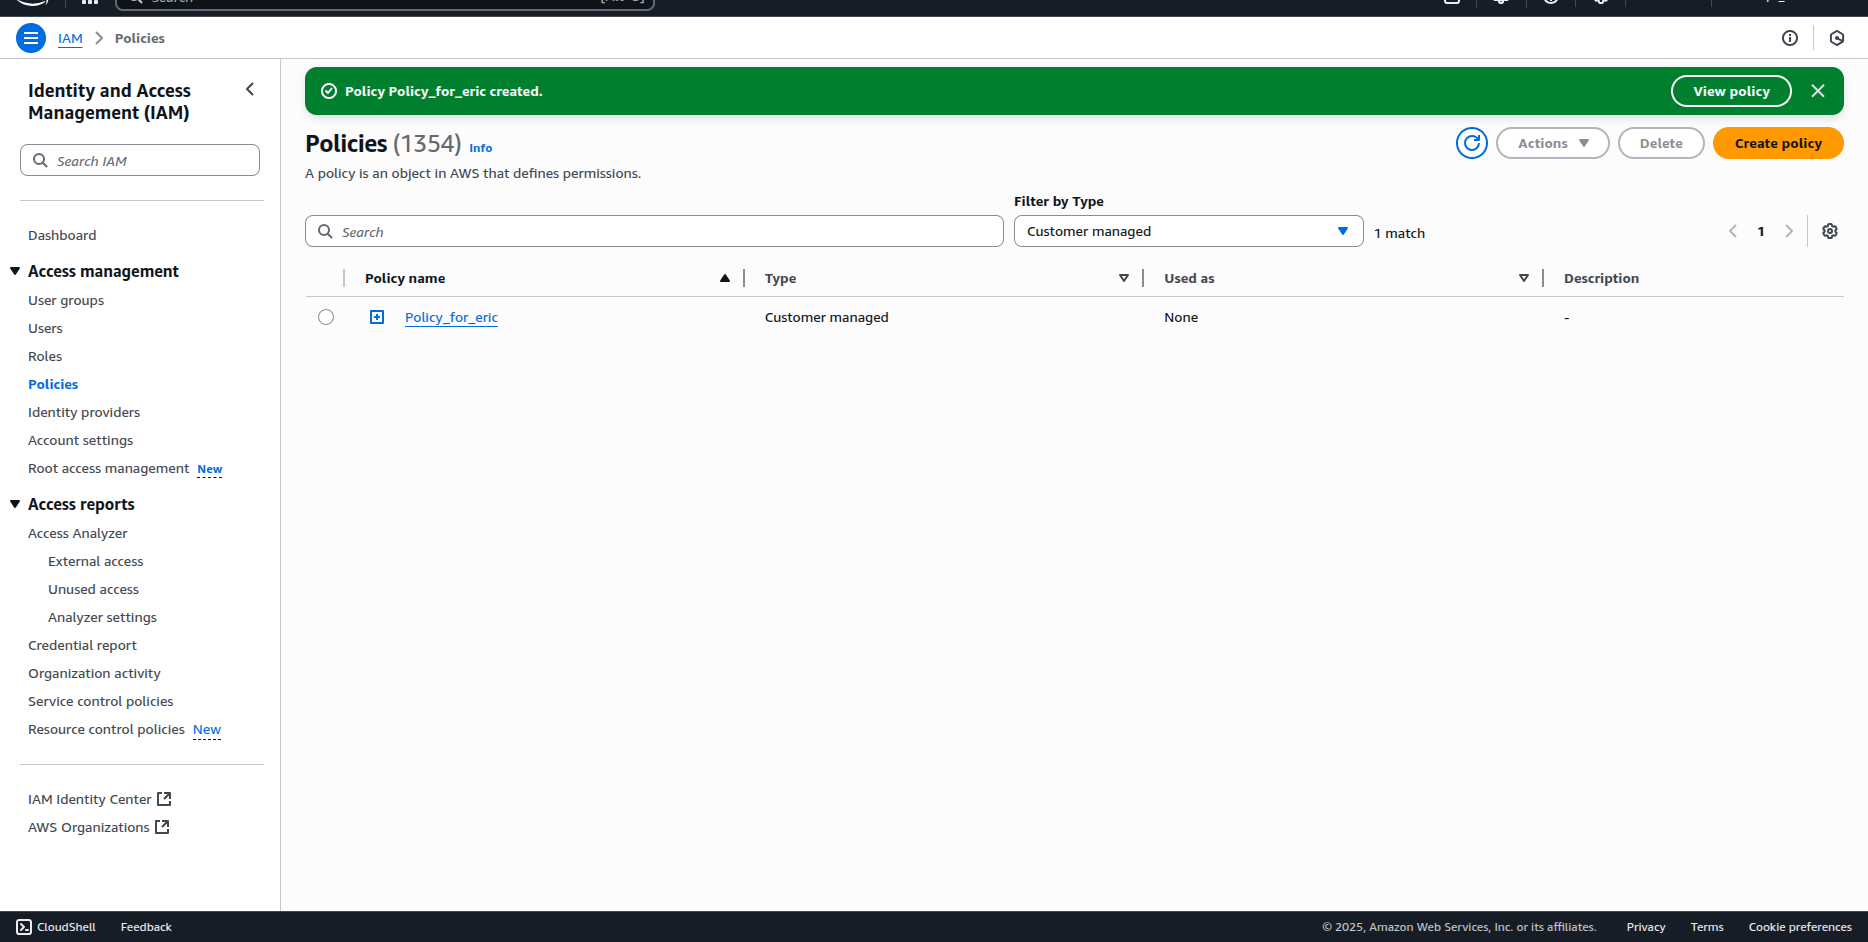 IAM > Policies
Identity and Access
Management (IAM)
Search IAM
Dashboard
Access management
User groups
Users
Roles
Policies
Identity providers
Account settings
Root access management New
Access reports
Access Analyzer
External access
Unused access
Analyzer settings
Credential report
Organization activity
Service control policies
Resource control policies New
IAM Identity Center
AWS Organizations
Policy Policy_for_eric created.
View policy
Policies (1354) Info
Actions
Delete
Create policy
A policy is an object in AWS that defines permissions.
Filter by Type
Search
Customer managed
1 match
1
Policy name Type Used as Description
Policy_for_eric Customer managed None -
CloudShell Feedback
© 2025, Amazon Web Services, Inc. or its affiliates. Privacy Terms Cookie preferences